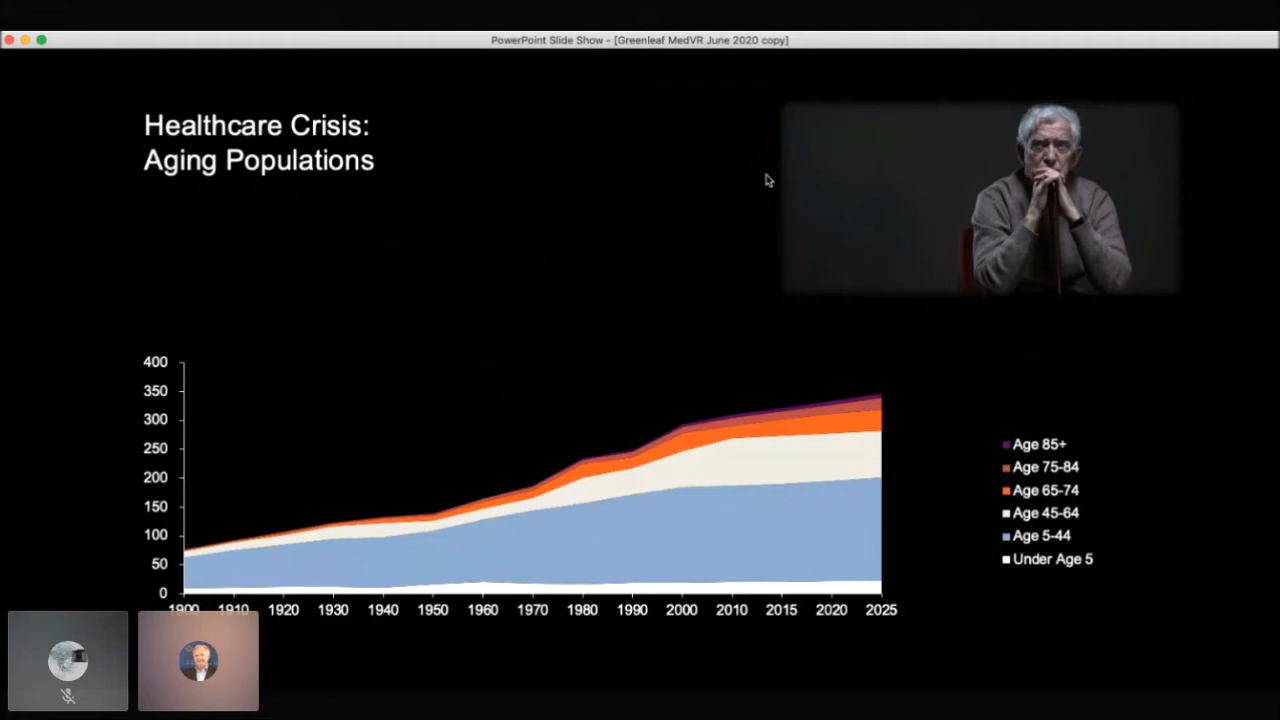 PowerPoint Slide Show - [Greenleaf MedVR June 2020 copy]
Healthcare Crisis:
Aging Populations
400
350
300
250
200
150
100
50
0
1900 1910 1920 1930 1940 1950 1960 1970 1980 1990 2000 2010 2015 2020 2025
Age 85+
Age 75-84
Age 65-74
Age 45-64
Age 5-44
Under Age 5